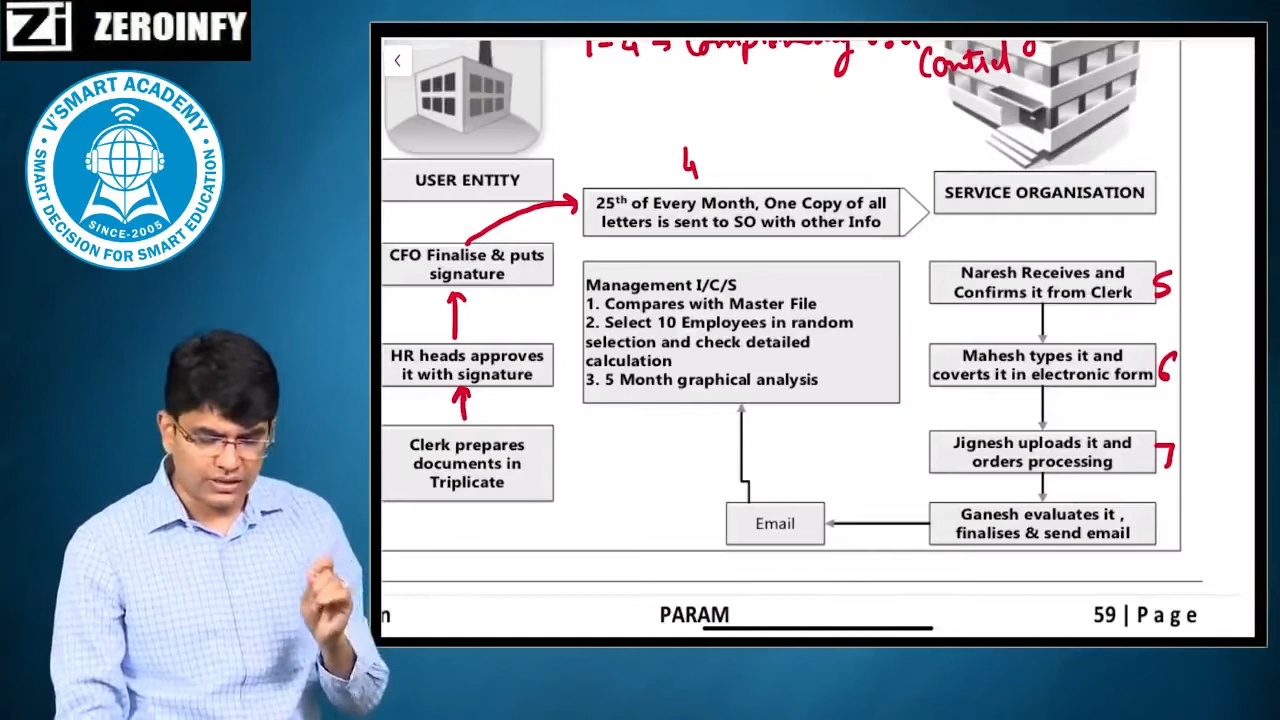 Zi ZEROINFY
V'SMART ACADEMY
SMART DECISION FOR SMART EDUCATION
SINCE-2005
1-4 →
Control
4
USER ENTITY
25th of Every Month, One Copy of all
letters is sent to SO with other Info
SERVICE ORGANISATION
CFO Finalise & puts
signature
Management I/C/S
1. Compares with Master File
2. Select 10 Employees in random
selection and check detailed
calculation
3. 5 Month graphical analysis
Naresh Receives and
Confirms it from Clerk
5
HR heads approves
it with signature
Mahesh types it and
coverts it in electronic form
6
Clerk prepares
documents in
Triplicate
Jignesh uploads it and
orders processing
7
Email
Ganesh evaluates it ,
finalises & send email
n
PARAM
59 | P a g e